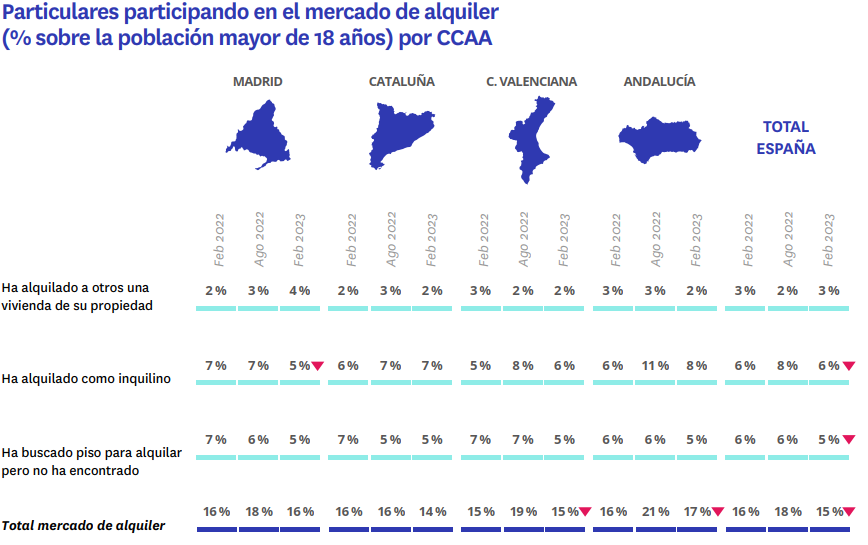 Particulares participando en el mercado de alquiler
(% sobre la población mayor de 18 años) por CCAA
MADRID CATALUÑA C. VALENCIANA ANDALUCÍA
TOTAL
ESPAÑA
Feb 2022 Ago 2022 Feb 2023 Feb 2022 Ago 2022 Feb 2023 Feb 2022 Ago 2022 Feb 2023 Feb 2022 Ago 2022 Feb 2023 Feb 2022 Ago 2022 Feb 2023
Ha alquilado a otros una
vivienda de su propiedad
2 % 3 % 4 % 2 % 3 % 2 % 3 % 2 % 2 % 3 % 3 % 2 % 3 % 2 % 3 %
Ha alquilado como inquilino
7 % 7 % 5 % 6 % 7 % 7 % 5 % 8 % 6 % 6 % 11 % 8 % 6 % 8 % 6 %
Ha buscado piso para alquilar
pero no ha encontrado
7 % 6 % 5 % 7 % 5 % 5 % 7 % 7 % 5 % 6 % 6 % 5 % 6 % 6 % 5 %
Total mercado de alquiler
16 % 18 % 16 % 16 % 16 % 14 % 15 % 19 % 15 % 16 % 21 % 17 % 16 % 18 % 15 %